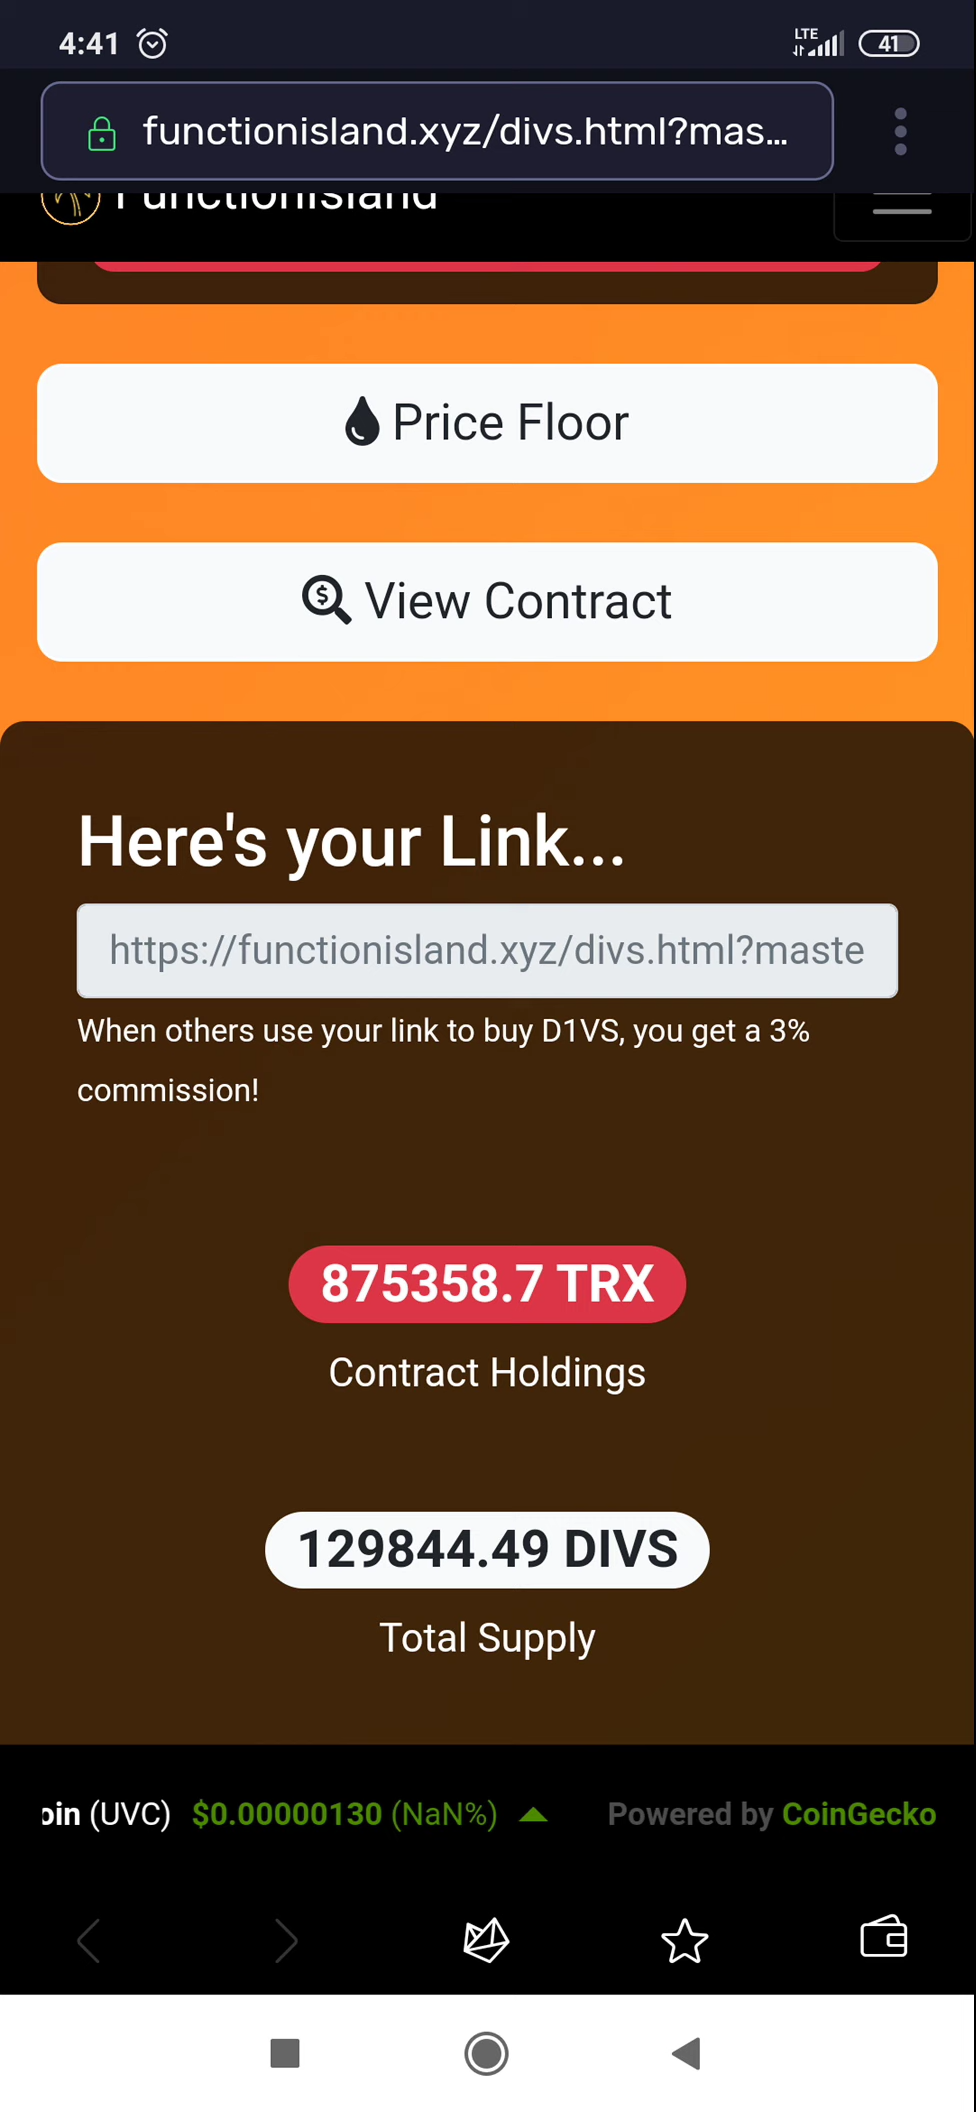 4:41
LTE
41
functionisland.xyz/divs.html?mas...
FunctionIsland
Price Floor
View Contract
Here's your Link...
https://functionisland.xyz/divs.html?maste
When others use your link to buy D1VS, you get a 3%
commission!
875358.7 TRX
Contract Holdings
129844.49 DIVS
Total Supply
oin (UVC) $0.00000130 (NaN%) Powered by CoinGecko